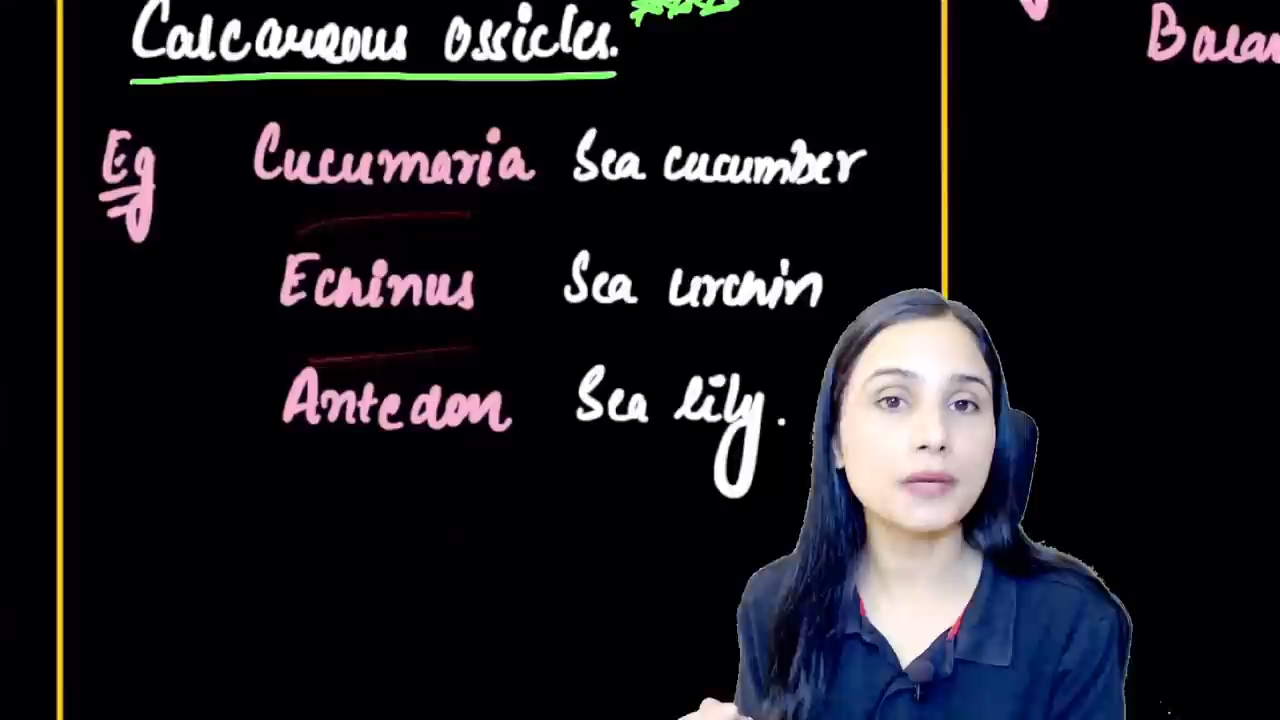 Calcareous ossicles.
Eg Cucumaria Sea cucumber
Echinus Sea urchin
Antedon Sea lily.